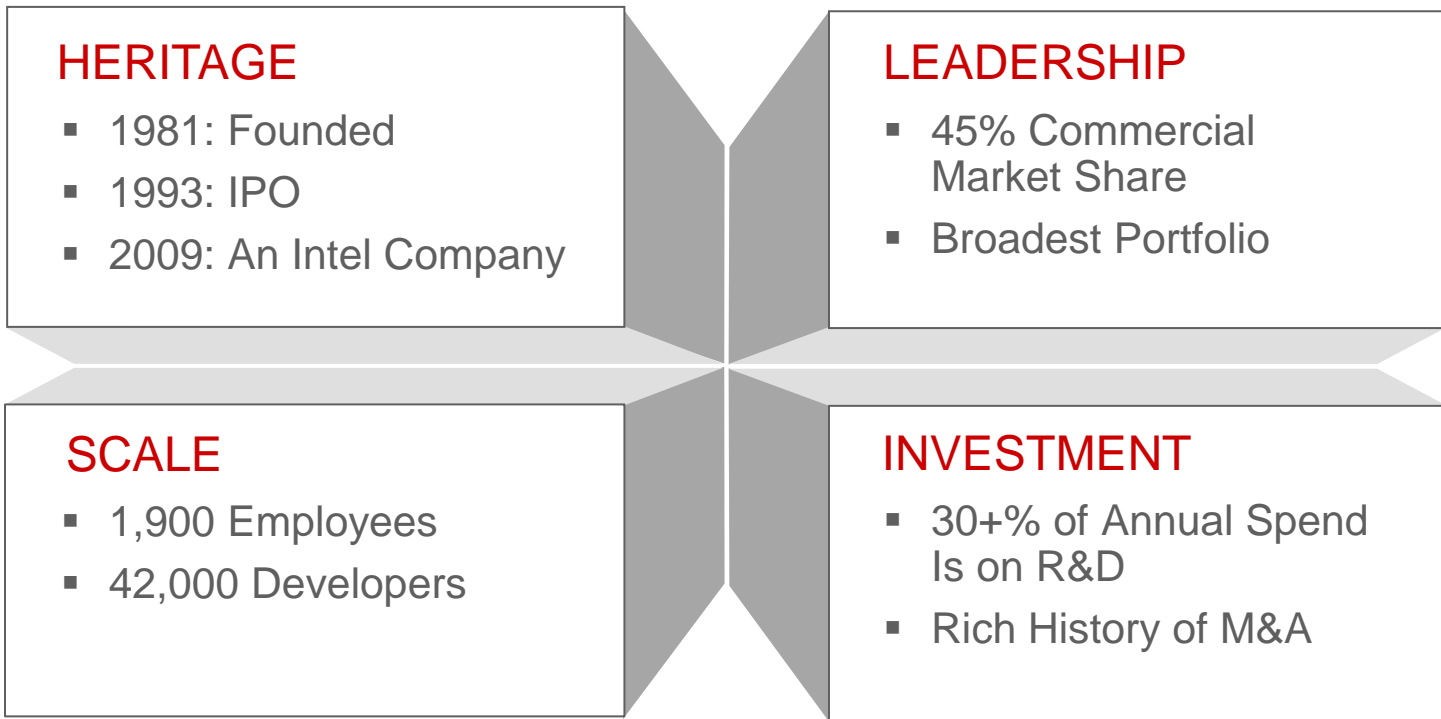 HERITAGE
▪ 1981: Founded
▪ 1993: IPO
▪ 2009: An Intel Company
LEADERSHIP
▪ 45% Commercial
Market Share
▪ Broadest Portfolio
SCALE
▪ 1,900 Employees
▪ 42,000 Developers
INVESTMENT
▪ 30+% of Annual Spend
Is on R&D
▪ Rich History of M&A